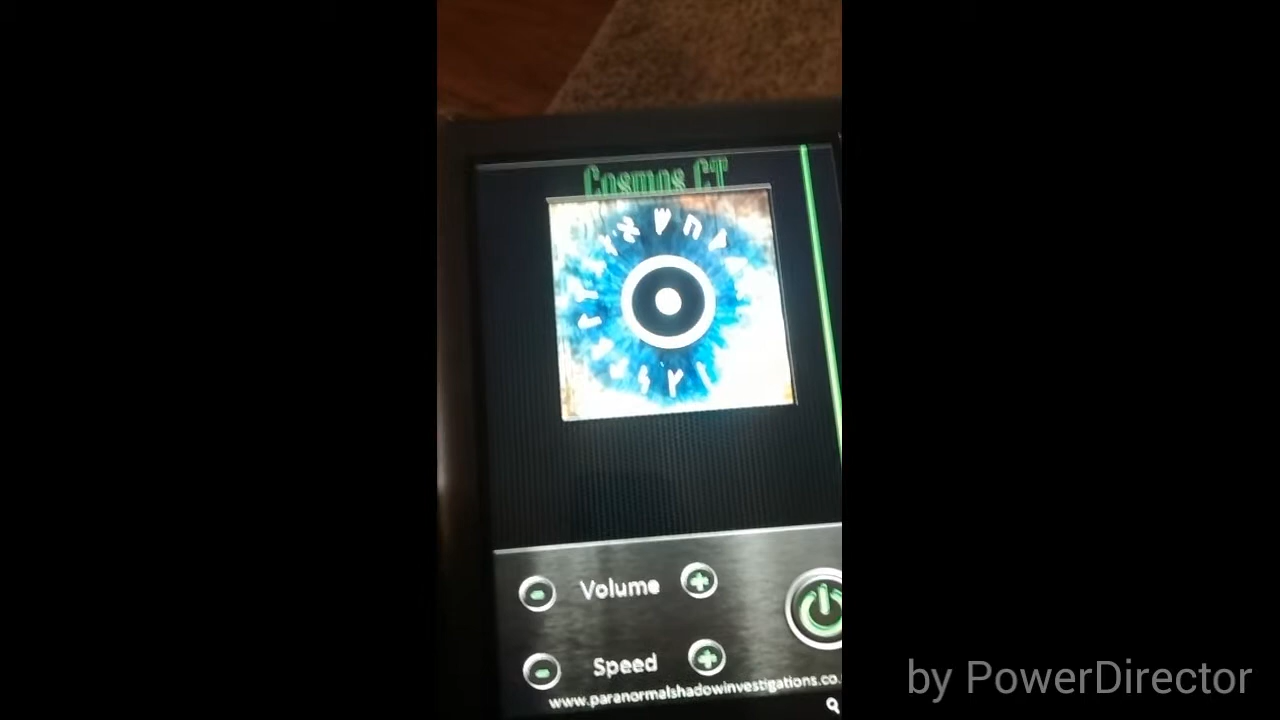 Cosmos CT
- Volume +
- Speed +
www.paranormalshadowinvestigations.co.
by PowerDirector